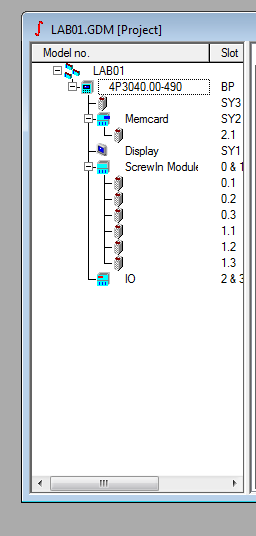 LAB01.GDM [Project]
Model no. Slot
LAB01
4P3040.00-490 BP
SY3
Memcard SY2
2.1
Display SY1
ScrewIn Module 0 & 1
0.1
0.2
0.3
1.1
1.2
1.3
IO 2 & 3